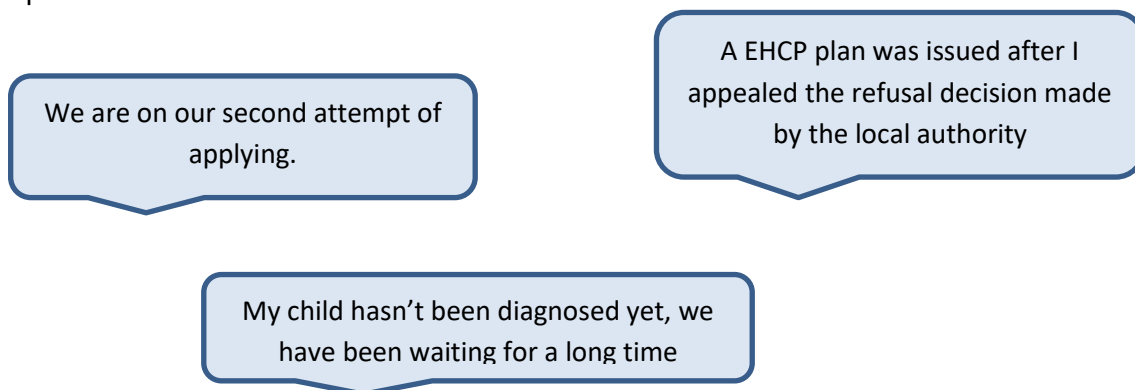 We are on our second attempt of
applying.
A EHCP plan was issued after I
appealed the refusal decision made
by the local authority
My child hasn’t been diagnosed yet, we
have been waiting for a long time